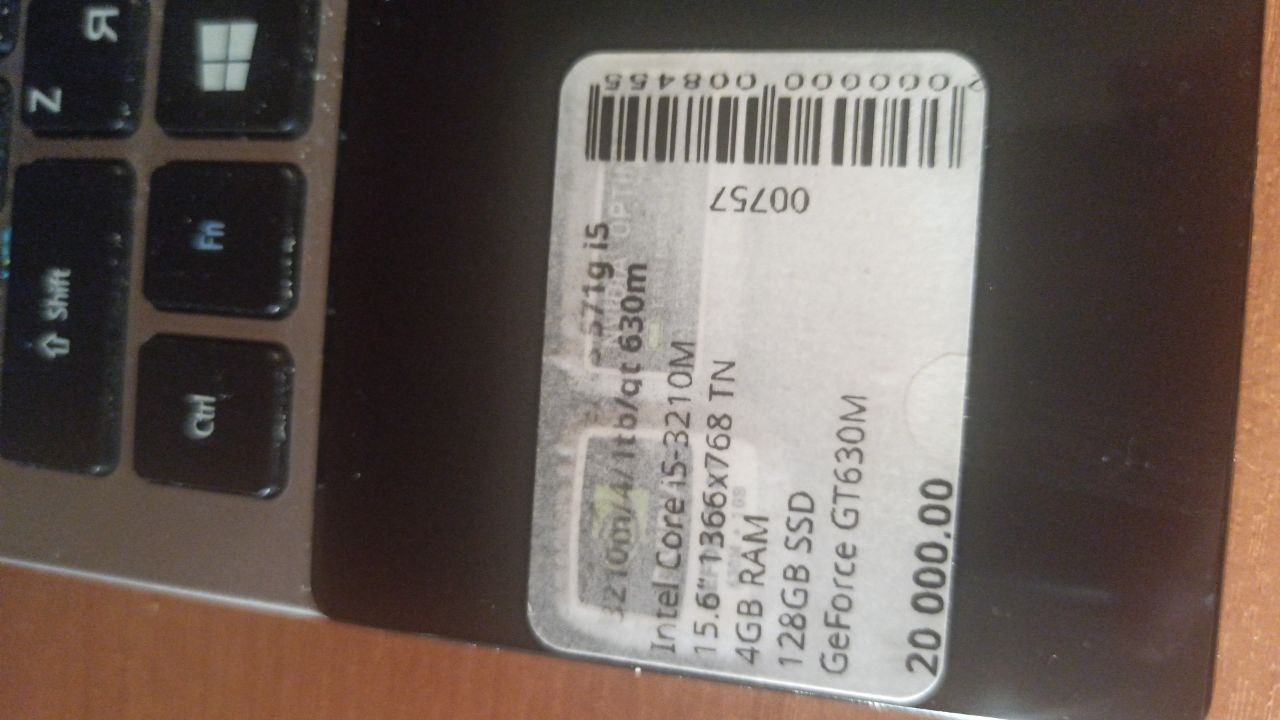 Z Я
Fn
Shift
Ctrl
571g i5
3210m/4/1tb/gt 630m
Intel Core i5-3210M
15.6" 1366x768 TN
4GB RAM
128GB SSD
GeForce GT630M
20 000.00
2 000000 008455
00757